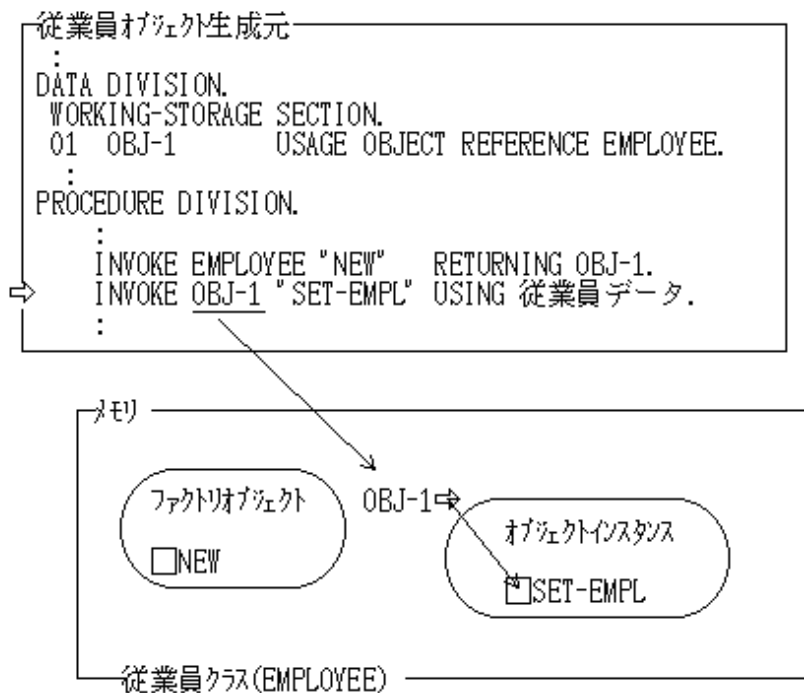 従業員ｵﾌﾞｼﾞｪｸﾄ生成元
:
DATA DIVISION.
WORKING-STORAGE SECTION.
01 OBJ-1 USAGE OBJECT REFERENCE EMPLOYEE.
:
PROCEDURE DIVISION.
:
INVOKE EMPLOYEE "NEW" RETURNING OBJ-1.
⇨ INVOKE OBJ-1 "SET-EMPL" USING 従業員データ.
:
ﾒﾓﾘ
ﾌｧｸﾄﾘｵﾌﾞｼﾞｪｸﾄ OBJ-1⇨
ｵﾌﾞｼﾞｪｸﾄｲﾝｽﾀﾝｽ
□NEW
□SET-EMPL
従業員ｸﾗｽ(EMPLOYEE)